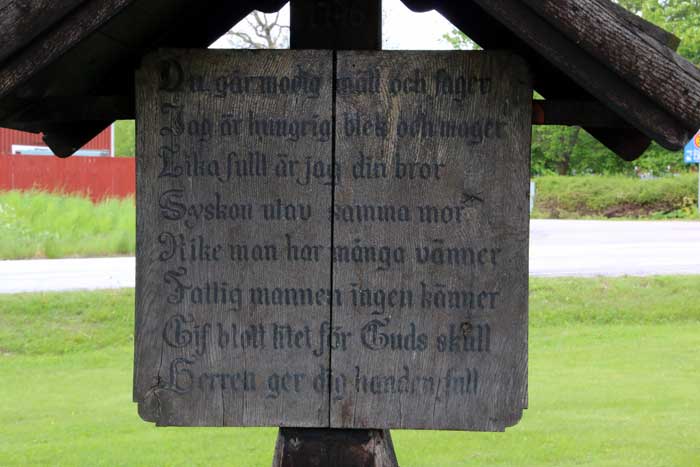 1796
Du går modig mätt och fager
Jag är hungrig blek och mager
Lika fullt är jag din bror
Syskon utav samma mor
Rike man har många vänner
Fattig mannen ingen känner
Gif blott litet för Guds skull
Herren ger dig handen full